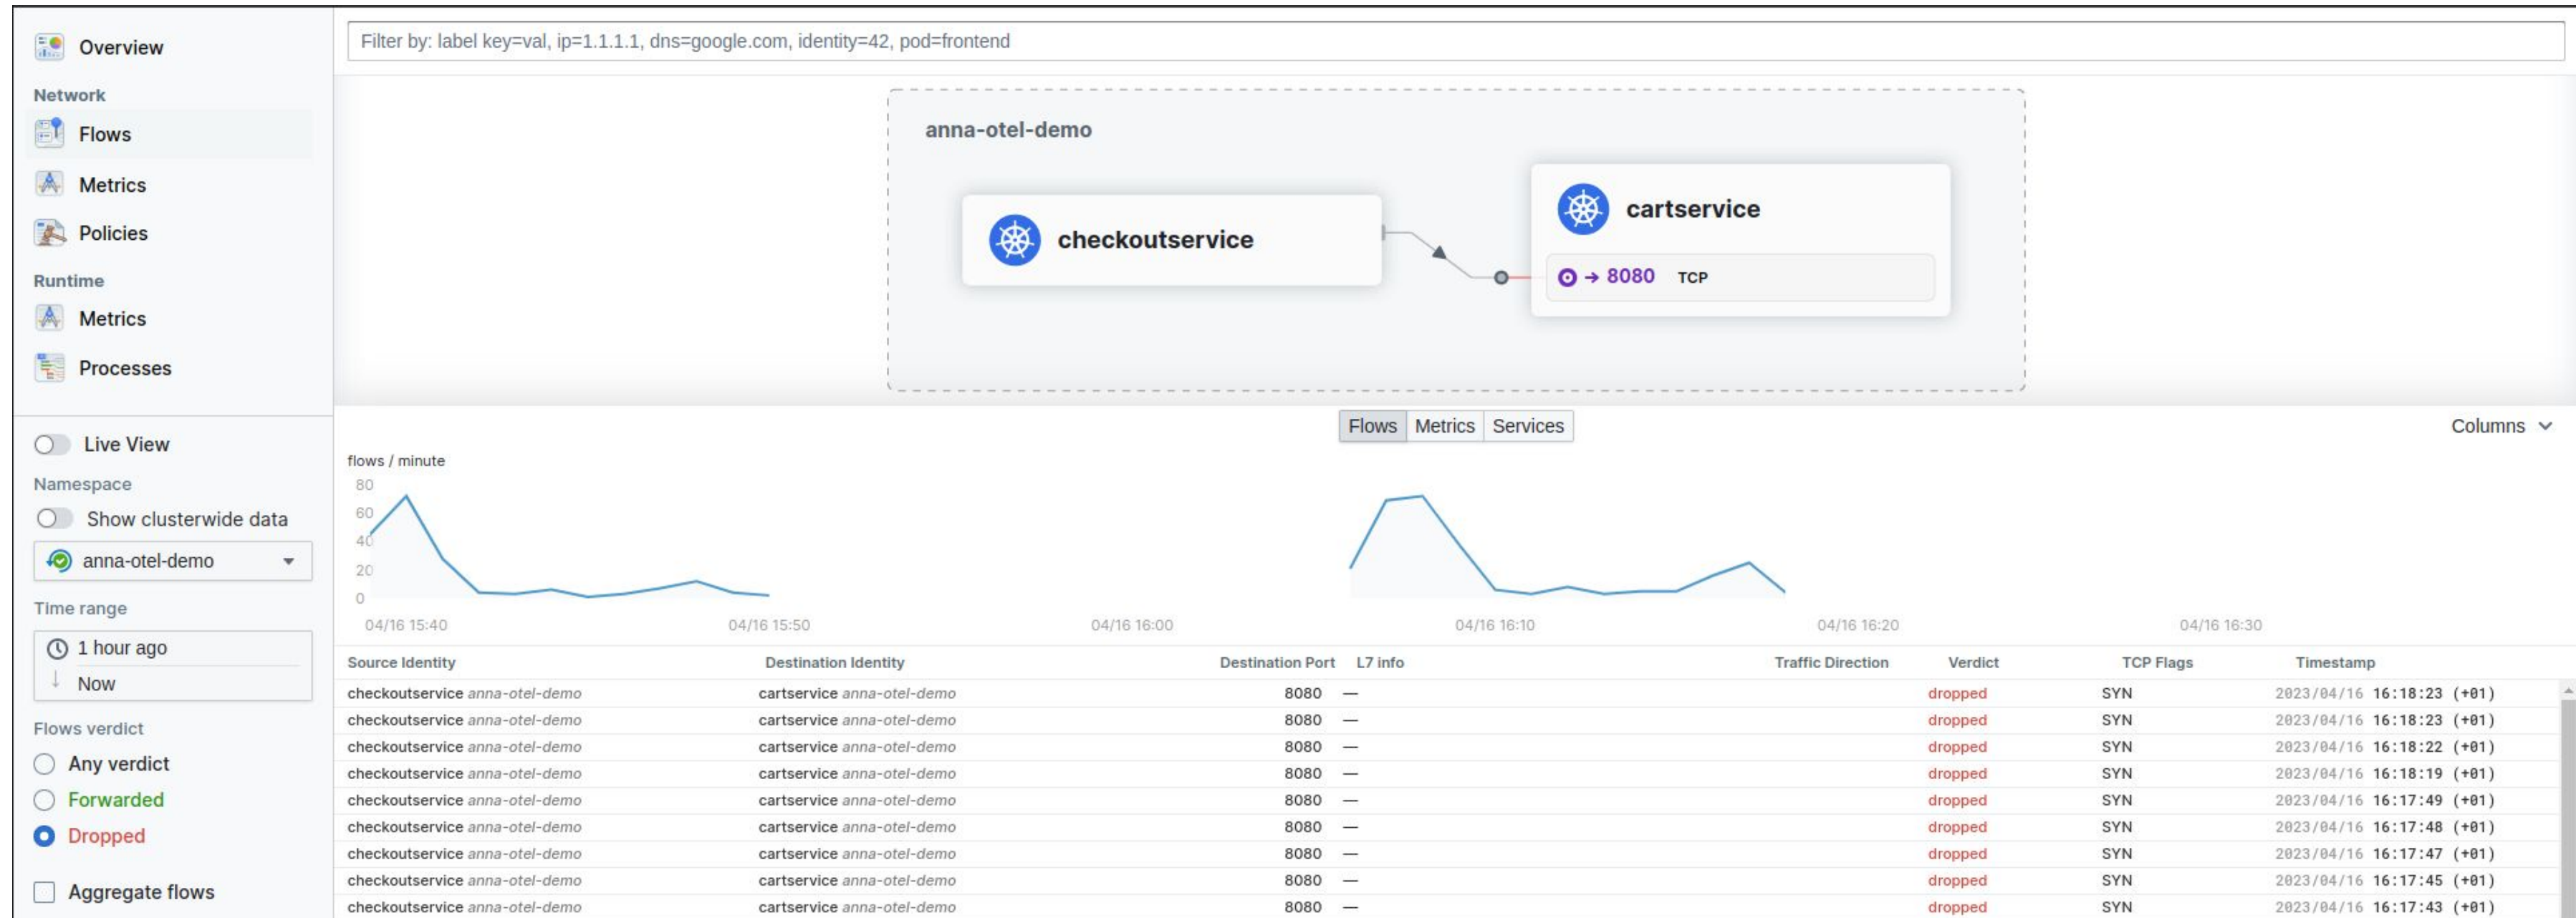 Overview
Network
Flows
Metrics
Policies
Runtime
Metrics
Processes
Live View
Namespace
Show clusterwide data
anna-otel-demo
Time range
1 hour ago
Now
Flows verdict
Any verdict
Forwarded
Dropped
Aggregate flows
Filter by: label key=val, ip=1.1.1.1, dns=google.com, identity=42, pod=frontend
anna-otel-demo
checkoutservice
cartservice
→ 8080 TCP
Flows Metrics Services
Columns
flows / minute
80
60
40
20
0
04/16 15:40 04/16 15:50 04/16 16:00 04/16 16:10 04/16 16:20 04/16 16:30
Source Identity Destination Identity Destination Port L7 info Traffic Direction Verdict TCP Flags Timestamp
checkoutservice anna-otel-demo cartservice anna-otel-demo 8080 — dropped SYN 2023/04/16 16:18:23 (+01)
checkoutservice anna-otel-demo cartservice anna-otel-demo 8080 — dropped SYN 2023/04/16 16:18:23 (+01)
checkoutservice anna-otel-demo cartservice anna-otel-demo 8080 — dropped SYN 2023/04/16 16:18:22 (+01)
checkoutservice anna-otel-demo cartservice anna-otel-demo 8080 — dropped SYN 2023/04/16 16:18:19 (+01)
checkoutservice anna-otel-demo cartservice anna-otel-demo 8080 — dropped SYN 2023/04/16 16:17:49 (+01)
checkoutservice anna-otel-demo cartservice anna-otel-demo 8080 — dropped SYN 2023/04/16 16:17:48 (+01)
checkoutservice anna-otel-demo cartservice anna-otel-demo 8080 — dropped SYN 2023/04/16 16:17:47 (+01)
checkoutservice anna-otel-demo cartservice anna-otel-demo 8080 — dropped SYN 2023/04/16 16:17:45 (+01)
checkoutservice anna-otel-demo cartservice anna-otel-demo 8080 — dropped SYN 2023/04/16 16:17:43 (+01)